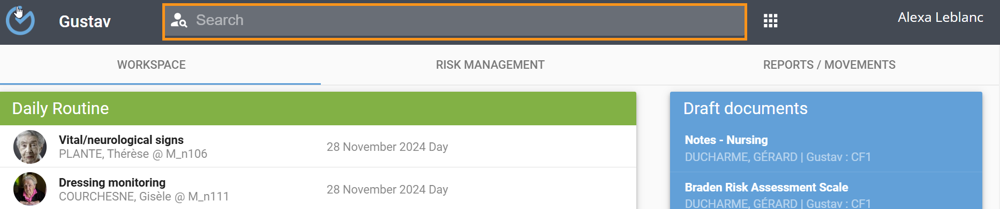 Gustav
Search
Alexa Leblanc
WORKSPACE
RISK MANAGEMENT
REPORTS / MOVEMENTS
Daily Routine
Vital/neurological signs
PLANTE, Thérèse @ M_n106
28 November 2024 Day
Dressing monitoring
COURCHESNE, Gisèle @ M_n111
28 November 2024 Day
Draft documents
Notes - Nursing
DUCHARME, GÉRARD | Gustav : CF1
Braden Risk Assessment Scale
DUCHARME, GÉRARD | Gustav : CF1